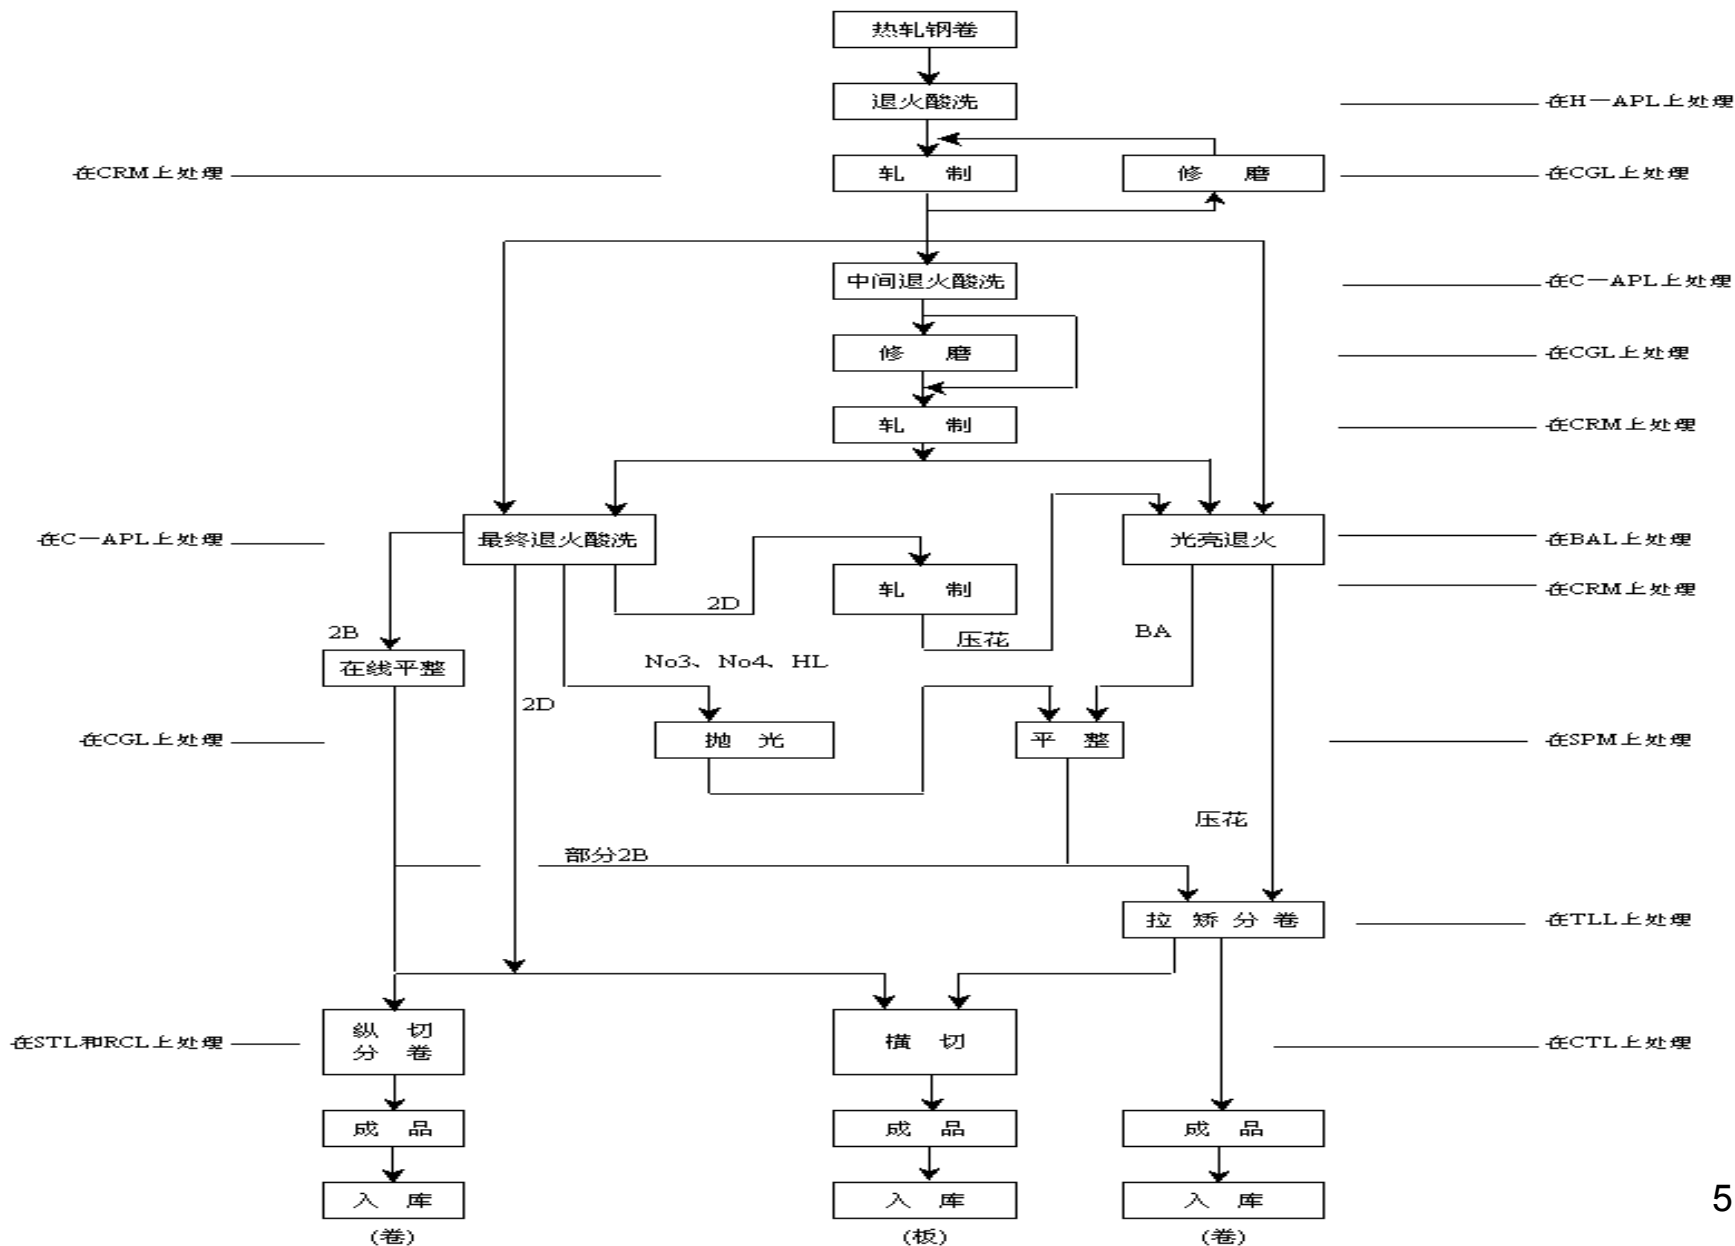 热轧钢卷
退火酸洗
在H一APL上处理
在CRM上处理
轧 制
修 磨
在CGL上处理
中间退火酸洗
在C一APL上处理
修 磨
在CGL上处理
轧 制
在CRM上处理
在C一APL上处理
最终退火酸洗
光亮退火
在BAL上处理
轧 制
在CRM上处理
2D
2B
压花
BA
在线平整
No3、No4、HL
2D
在CGL上处理
抛 光
平 整
在SPM上处理
压花
部分2B
拉 矫 分 卷
在TLL上处理
在STL和RCL上处理
纵 切
分 卷
横 切
在CTL上处理
成 品
成 品
成 品
入 库
入 库
入 库
5
(卷)
(板)
(卷)